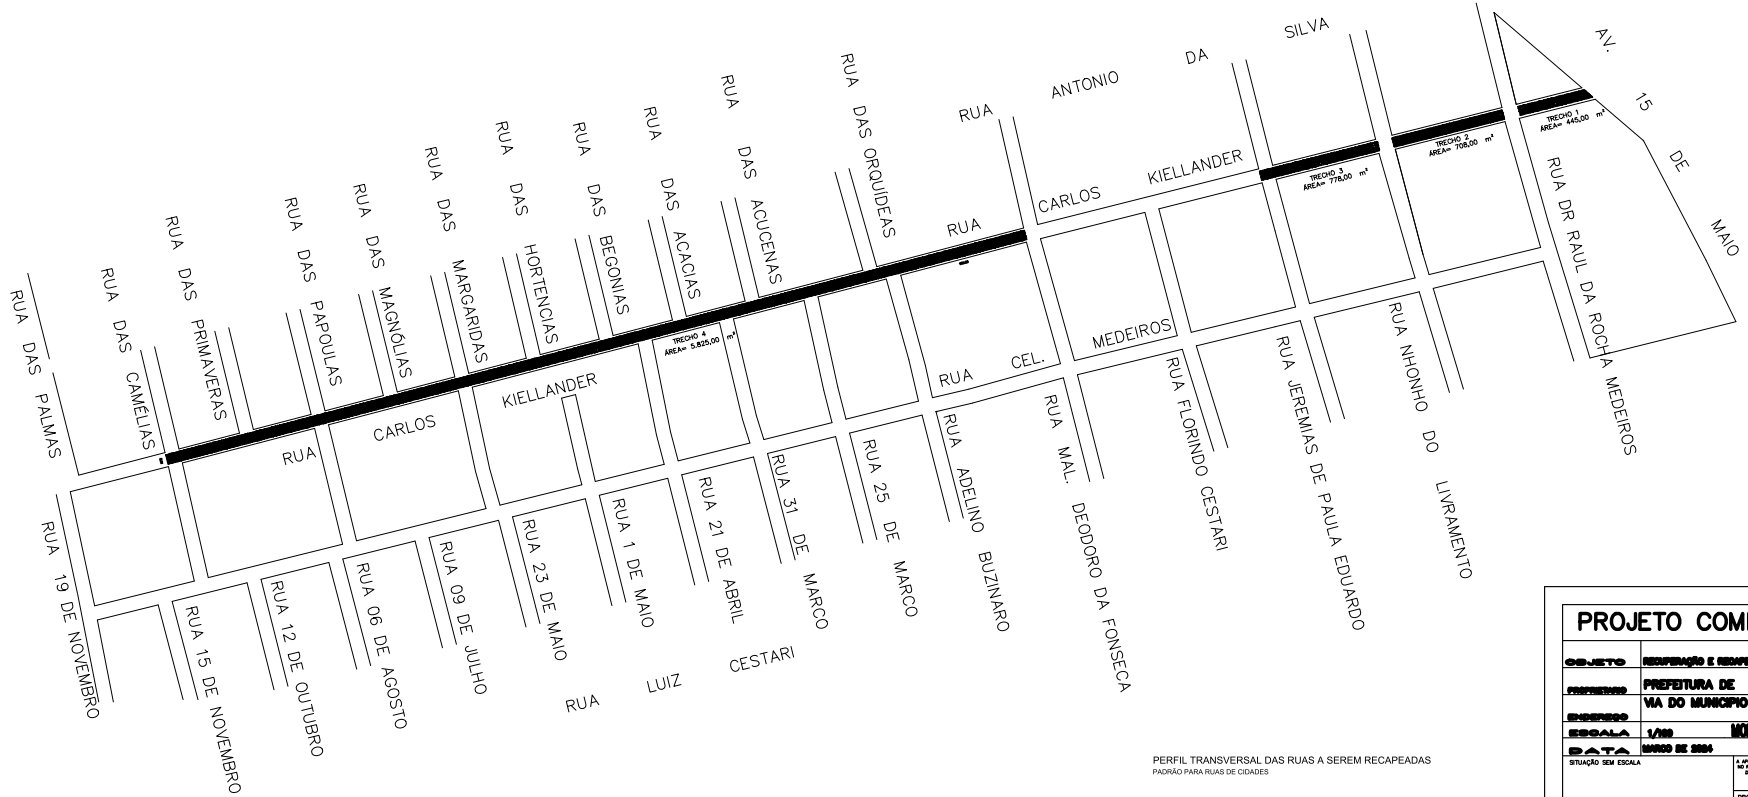 RUA DAS PALMAS
RUA DAS CAMÉLIAS
RUA DAS PRIMAVERAS
RUA DAS PAPOULAS
RUA DAS MAGNÓLIAS
RUA DAS MARGARIDAS
RUA DAS HORTENCIAS
RUA DAS BEGONIAS
RUA DAS ACACIAS
RUA DAS ACUCENAS
RUA DAS ORQUÍDEAS
RUA ANTONIO DA SILVA
AV. 15 DE MAIO
TRECHO 1
ÁREA= 445,00 m²
TRECHO 2
ÁREA= 708,00 m²
TRECHO 3
ÁREA= 778,00 m²
TRECHO 4
ÁREA= 5.825,00 m²
RUA CARLOS KIELLANDER
RUA CARLOS KIELLANDER
RUA CEL. MEDEIROS
RUA 19 DE NOVEMBRO
RUA 15 DE NOVEMBRO
RUA 12 DE OUTUBRO
RUA 06 DE AGOSTO
RUA 09 DE JULHO
RUA 23 DE MAIO
RUA 1 DE MAIO
RUA 21 DE ABRIL
RUA 31 DE MARCO
RUA 25 DE MARCO
RUA ADELINO BUZINARO
RUA MAL. DEODORO DA FONSECA
RUA FLORINDO CESTARI
RUA JEREMIAS DE PAULA EDUARDO
RUA NHONHO DO LIVRAMENTO
RUA DR RAUL DA ROCHA MEDEIROS
RUA LUIZ CESTARI
PERFIL TRANSVERSAL DAS RUAS A SEREM RECAPEADAS
PADRÃO PARA RUAS DE CIDADES
PROJETO COM
OBJETO RECUPERAÇÃO E
PROPRIETARIO PREFEITURA DE
ENDEREÇO VIA DO MUNICIPIO
ESCALA 1/100
DATA MARCO DE 2024
SITUAÇÃO SEM ESCALA